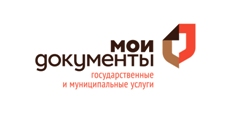 мои
документы
государственные
и муниципальные услуги